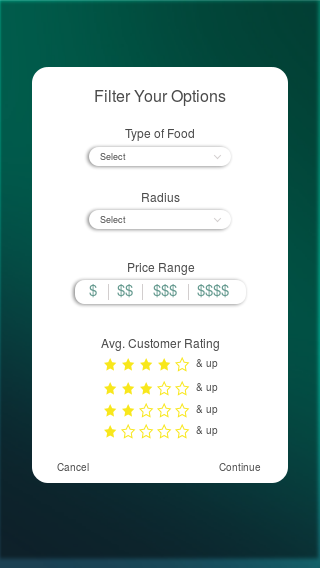 Filter Your Options
Type of Food
Select
Radius
Select
Price Range
$ $$ $$$ $$$$
Avg. Customer Rating
& up
& up
& up
& up
Cancel Continue